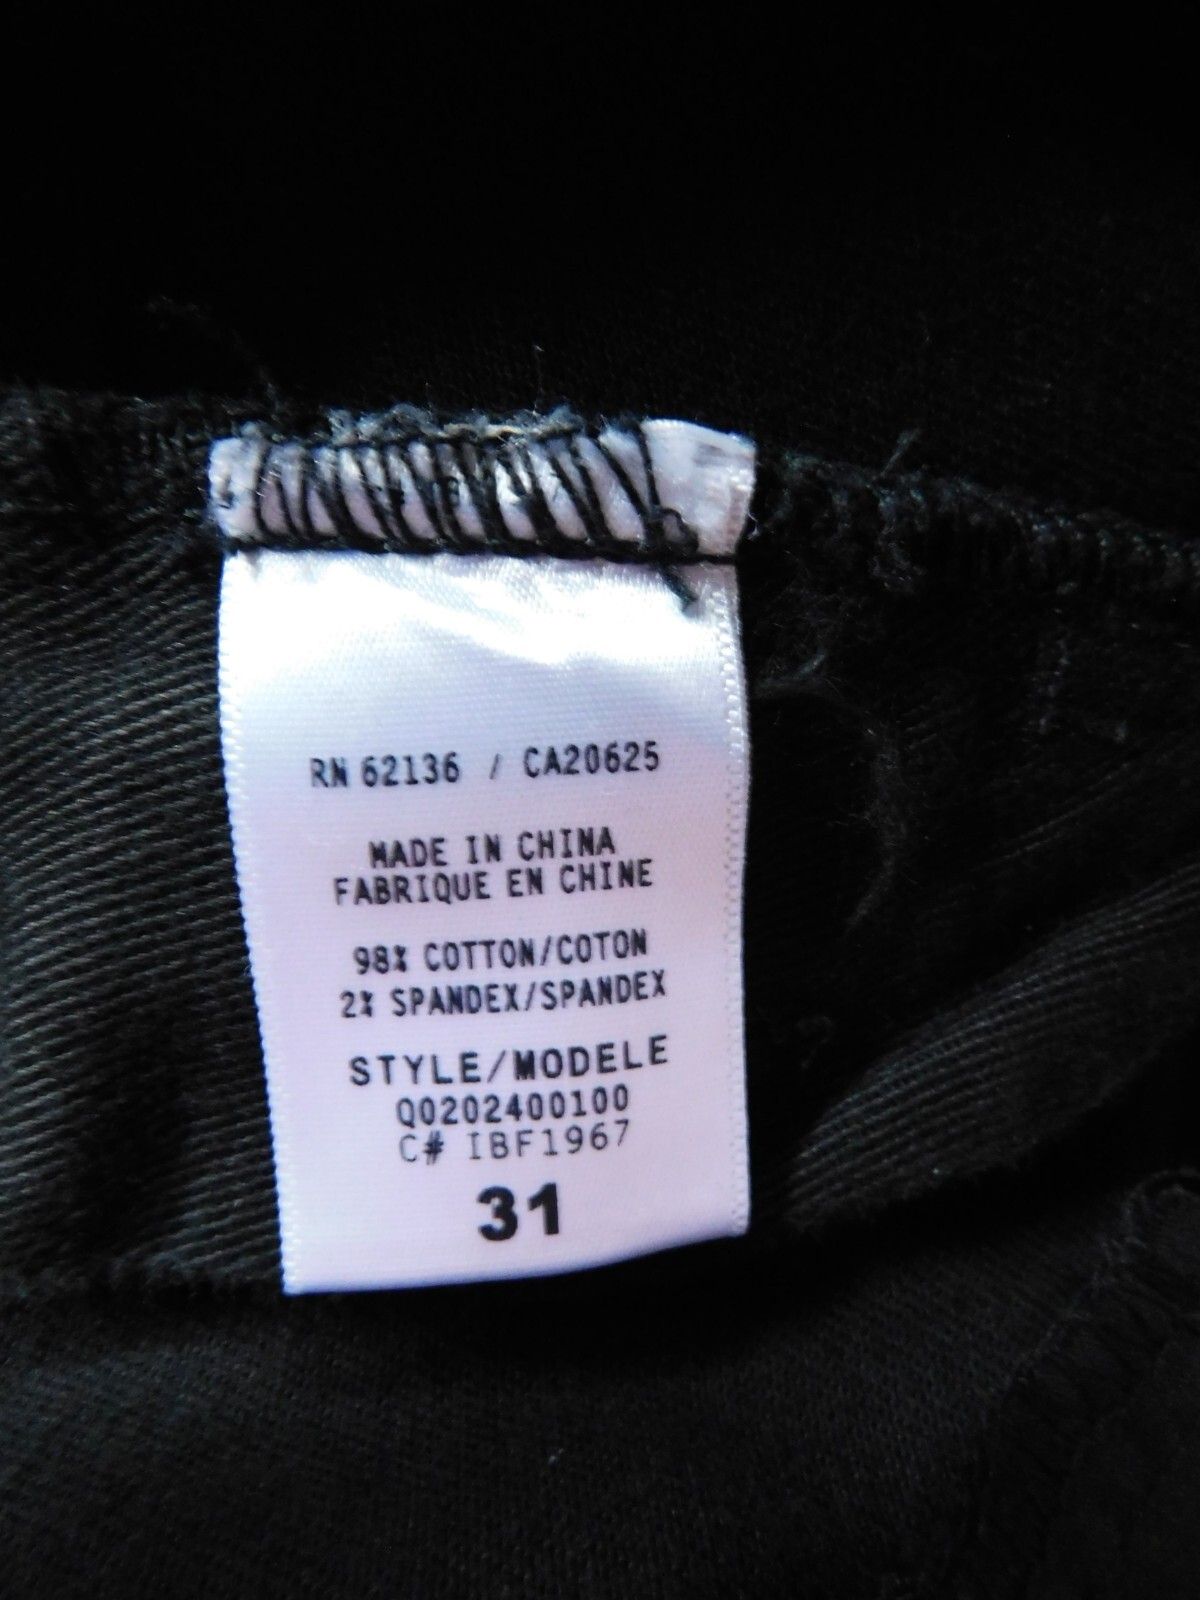 RN 62136 / CA20625
MADE IN CHINA
FABRIQUE EN CHINE
98% COTTON/COTON
2% SPANDEX/SPANDEX
STYLE/MODELE
Q0202400100
C# IBF1967
31